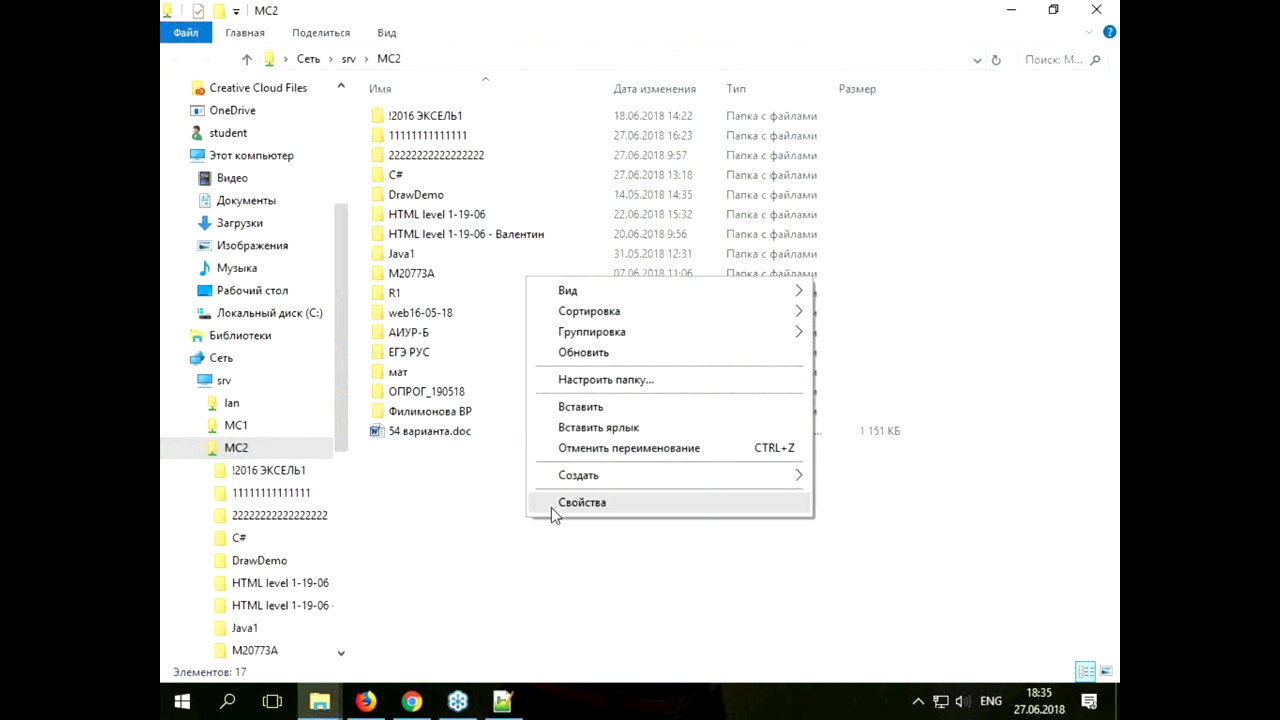 MC2
Файл Главная Поделиться Вид
Сеть srv MC2 Поиск: M...
Имя Дата изменения Тип Размер
Creative Cloud Files
OneDrive
student
Этот компьютер
Видео
Документы
Загрузки
Изображения
Музыка
Рабочий стол
Локальный диск (C:)
Библиотеки
Сеть
srv
lan
MC1
MC2
!2016 ЭКСЕЛЬ1
11111111111111
22222222222222222
C#
DrawDemo
HTML level 1-19-06
HTML level 1-19-06
Java1
M20773A
!2016 ЭКСЕЛЬ1 18.06.2018 14:22 Папка с файлами
11111111111111 27.06.2018 16:23 Папка с файлами
22222222222222222 27.06.2018 9:57 Папка с файлами
C# 27.06.2018 13:18 Папка с файлами
DrawDemo 14.05.2018 14:35 Папка с файлами
HTML level 1-19-06 22.06.2018 15:32 Папка с файлами
HTML level 1-19-06 - Валентин 20.06.2018 9:56 Папка с файлами
Java1 31.05.2018 12:31 Папка с файлами
M20773A 07.06.2018 11:06 Папка с файлами
R1
web16-05-18
АИУР-Б
ЕГЭ РУС
мат
ОПРОГ_190518
Филимонова ВР
54 варианта.doc 1 151 КБ
Вид
Сортировка
Группировка
Обновить
Настроить папку...
Вставить
Вставить ярлык
Отменить переименование CTRL+Z
Создать
Свойства
Элементов: 17
ENG
18:35
27.06.2018